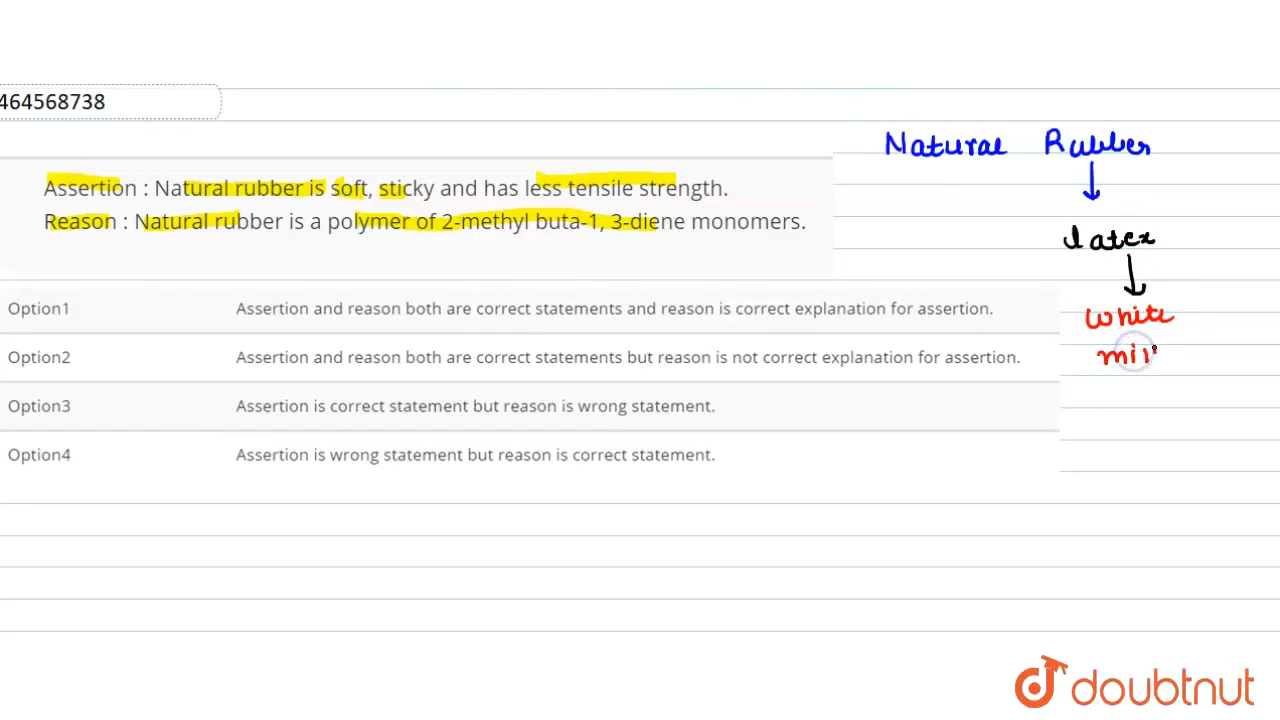 464568738
Natural Rubber
Assertion : Natural rubber is soft, sticky and has less tensile strength.
Reason : Natural rubber is a polymer of 2-methyl buta-1, 3-diene monomers.
latex
Option1 Assertion and reason both are correct statements and reason is correct explanation for assertion.
white
Option2 Assertion and reason both are correct statements but reason is not correct explanation for assertion.
Option3 Assertion is correct statement but reason is wrong statement.
Option4 Assertion is wrong statement but reason is correct statement.
doubtnut